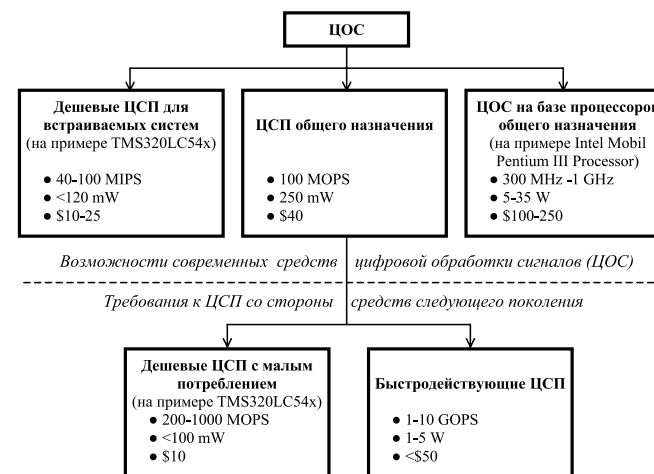 ЦОС
Дешевые ЦСП для
встраиваемых систем
(на примере TMS320LC54x)
● 40-100 MIPS
● <120 mW
● $10-25
ЦСП общего назначения
● 100 MOPS
● 250 mW
● $40
ЦОС на базе процессоров
общего назначения
(на примере Intel Mobil
Pentium III Processor)
● 300 MHz -1 GHz
● 5-35 W
● $100-250
Возможности современных средств цифровой обработки сигналов (ЦОС)
Требования к ЦСП со стороны средств следующего поколения
Дешевые ЦСП с малым
потреблением
(на примере TMS320LC54x)
● 200-1000 MOPS
● <100 mW
● $10
Быстродействующие ЦСП
● 1-10 GOPS
● 1-5 W
● <$50